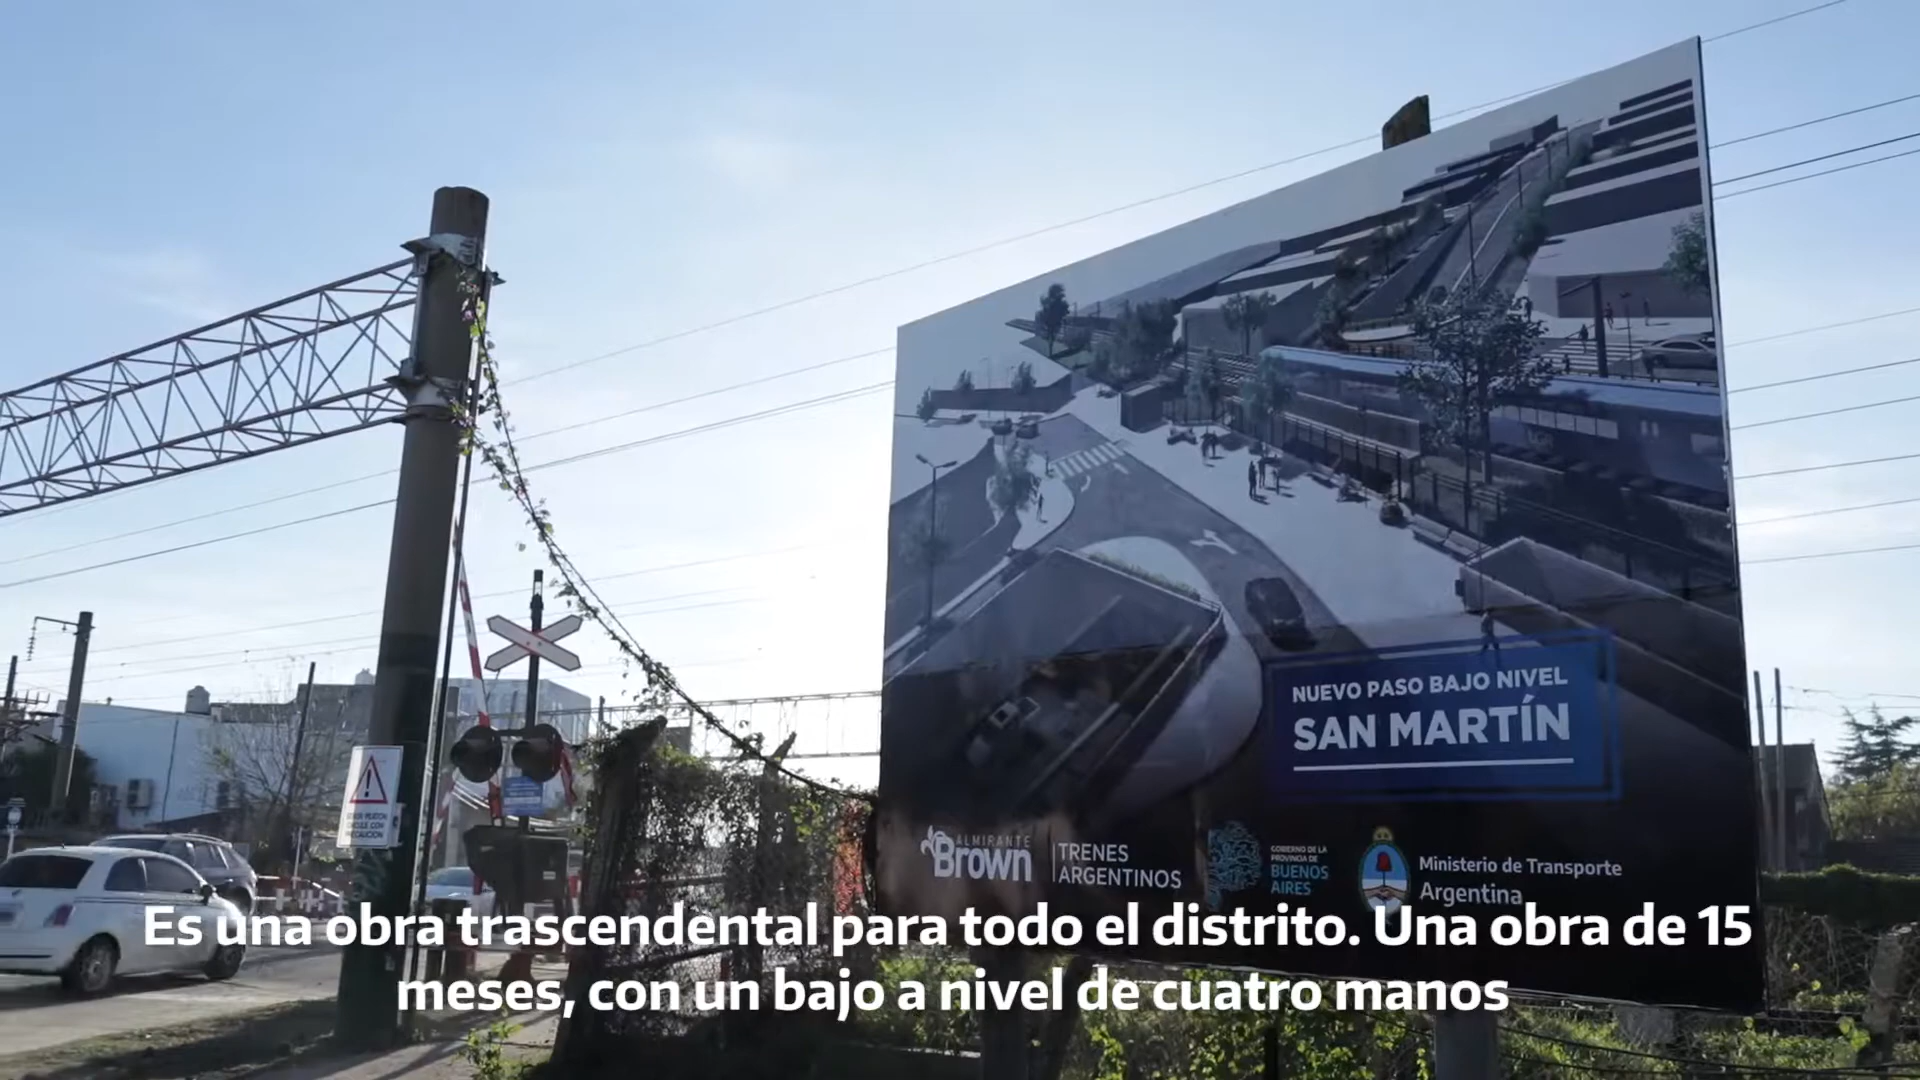 NUEVO PASO BAJO NIVEL
SAN MARTÍN
ALMIRANTE
Brown
TRENES
ARGENTINOS
GOBIERNO DE LA
PROVINCIA DE
BUENOS
AIRES
Ministerio de Transporte
Argentina
Es una obra trascendental para todo el distrito. Una obra de 15
meses, con un bajo a nivel de cuatro manos